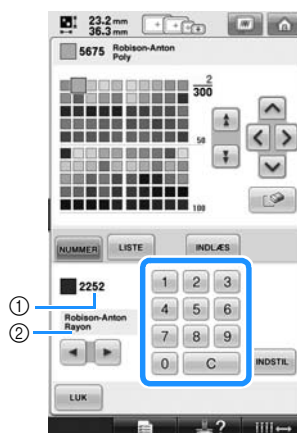 23.2 mm
36.3 mm
5675 Robison-Anton
Poly
2
300
50
100
NUMMER LISTE INDLÆS
① 2252
② Robison-Anton
Rayon
1 2 3
4 5 6
7 8 9
0 C
INDSTIL
LUK
?